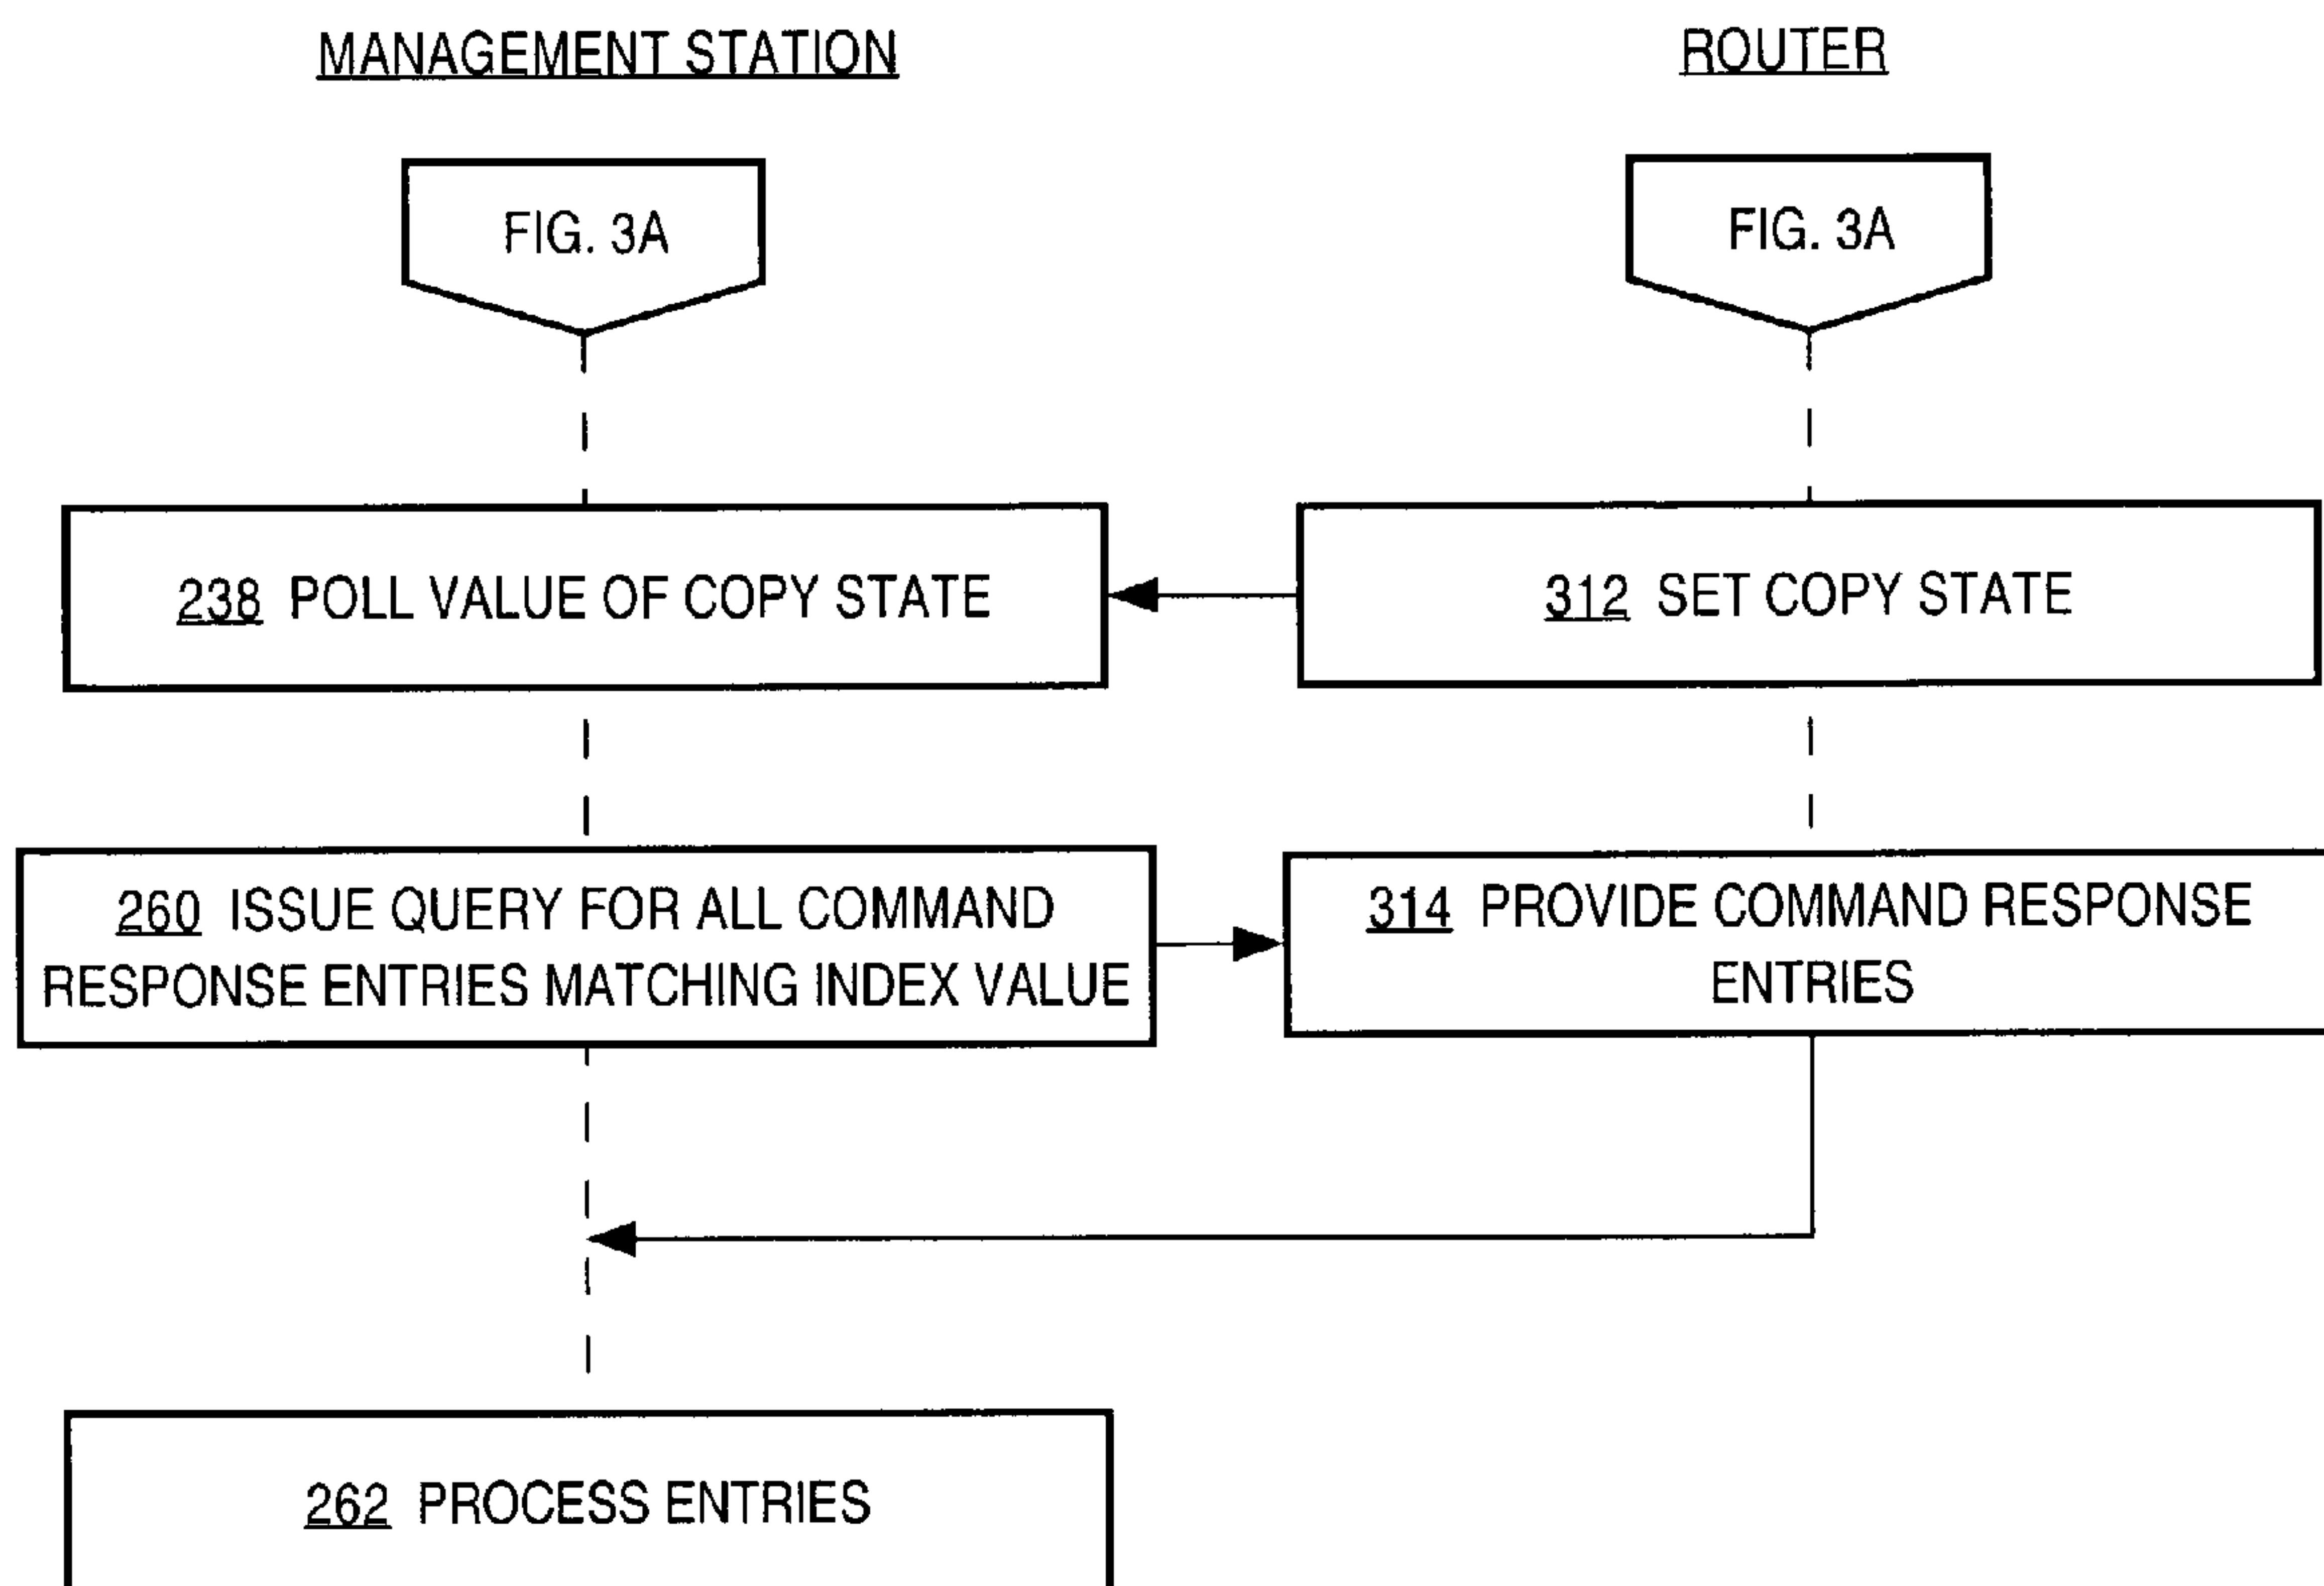 MANAGEMENT STATION
ROUTER
FIG. 3A
FIG. 3A
238 POLL VALUE OF COPY STATE
312 SET COPY STATE
260 ISSUE QUERY FOR ALL COMMAND
RESPONSE ENTRIES MATCHING INDEX VALUE
314 PROVIDE COMMAND RESPONSE
ENTRIES
262 PROCESS ENTRIES